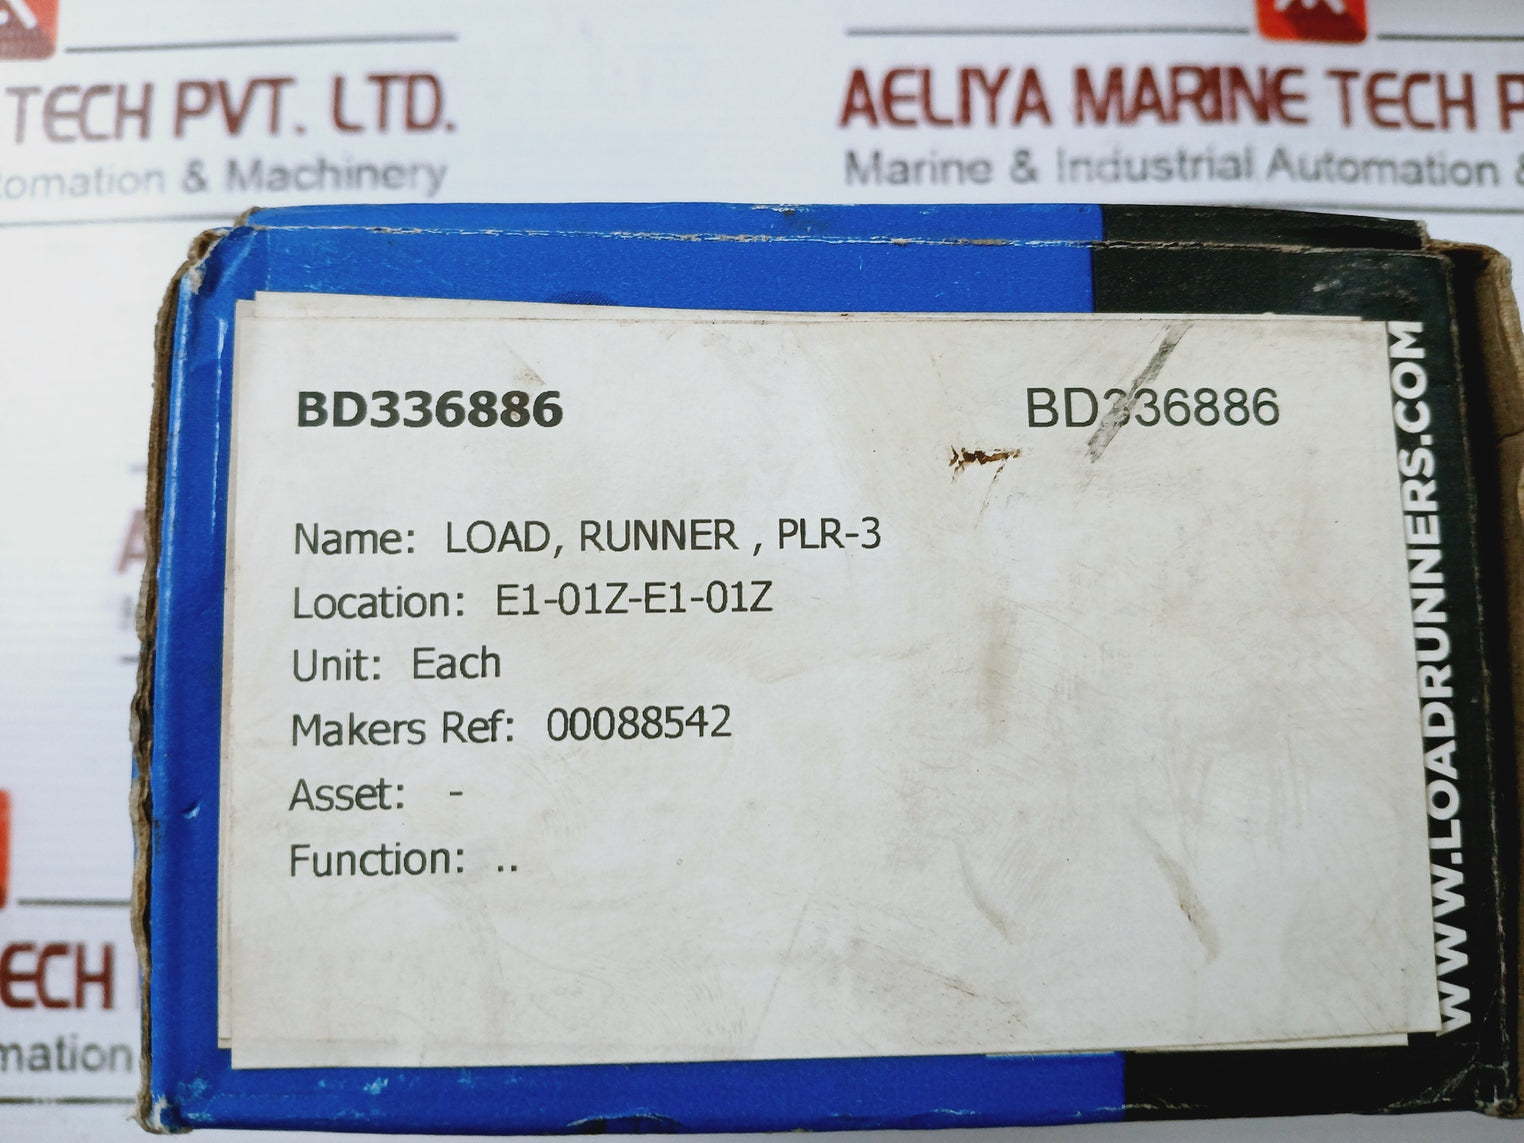 TECH PVT. LTD.
AELIYA MARINE TECH P
& Machinery
Marine & Industrial Automation &
BD336886
BD336886
Name: LOAD, RUNNER , PLR-3
Location: E1-01Z-E1-01Z
Unit: Each
Makers Ref: 00088542
Asset: -
Function: ..
WWW.LOADRUNNERS.COM
ECH
mation